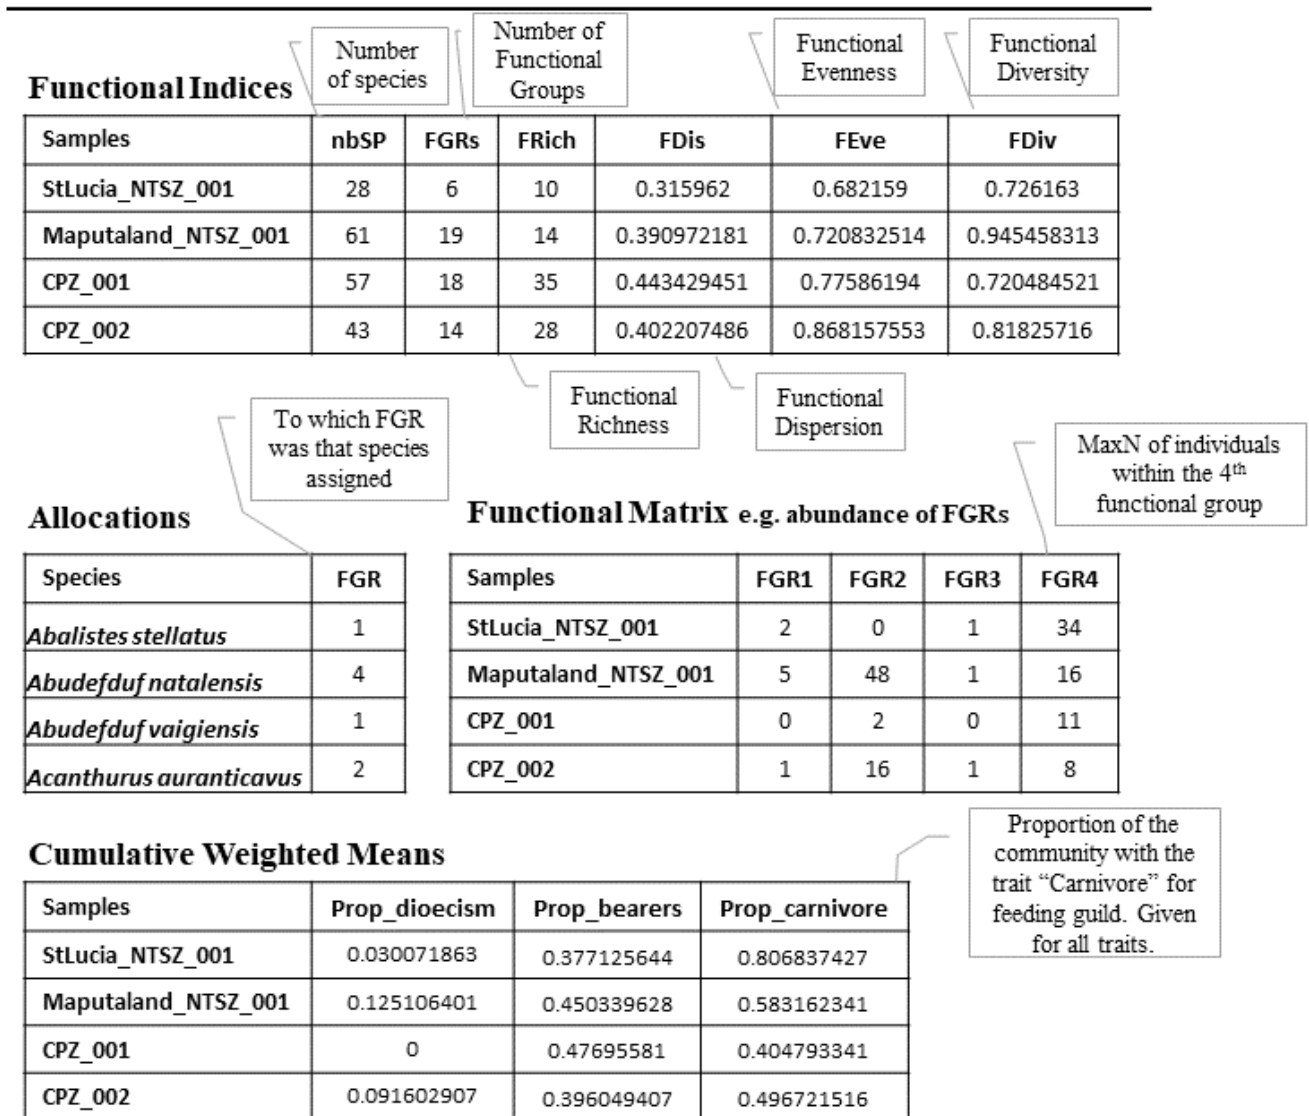 Number
of species
Number of
Functional
Groups
Functional
Evenness
Functional
Diversity
Functional Indices
Samples nbSP FGRs FRich FDis FEve FDiv
StLucia_NTSZ_001 28 6 10 0.315962 0.682159 0.726163
Maputaland_NTSZ_001 61 19 14 0.390972181 0.720832514 0.945458313
CPZ_001 57 18 35 0.443429451 0.77586194 0.720484521
CPZ_002 43 14 28 0.402207486 0.868157553 0.81825716
Functional
Richness
Functional
Dispersion
To which FGR
was that species
assigned
MaxN of individuals
within the 4th
functional group
Allocations
Species FGR
Abalistes stellatus 1
Abudefduf natalensis 4
Abudefduf vaigiensis 1
Acanthurus auranticavus 2
Functional Matrix e.g. abundance of FGRs
Samples FGR1 FGR2 FGR3 FGR4
StLucia_NTSZ_001 2 0 1 34
Maputaland_NTSZ_001 5 48 1 16
CPZ_001 0 2 0 11
CPZ_002 1 16 1 8
Cumulative Weighted Means
Proportion of the
community with the
trait “Carnivore” for
feeding guild. Given
for all traits.
Samples Prop_dioecism Prop_bearers Prop_carnivore
StLucia_NTSZ_001 0.030071863 0.377125644 0.806837427
Maputaland_NTSZ_001 0.125106401 0.450339628 0.583162341
CPZ_001 0 0.47695581 0.404793341
CPZ_002 0.091602907 0.396049407 0.496721516